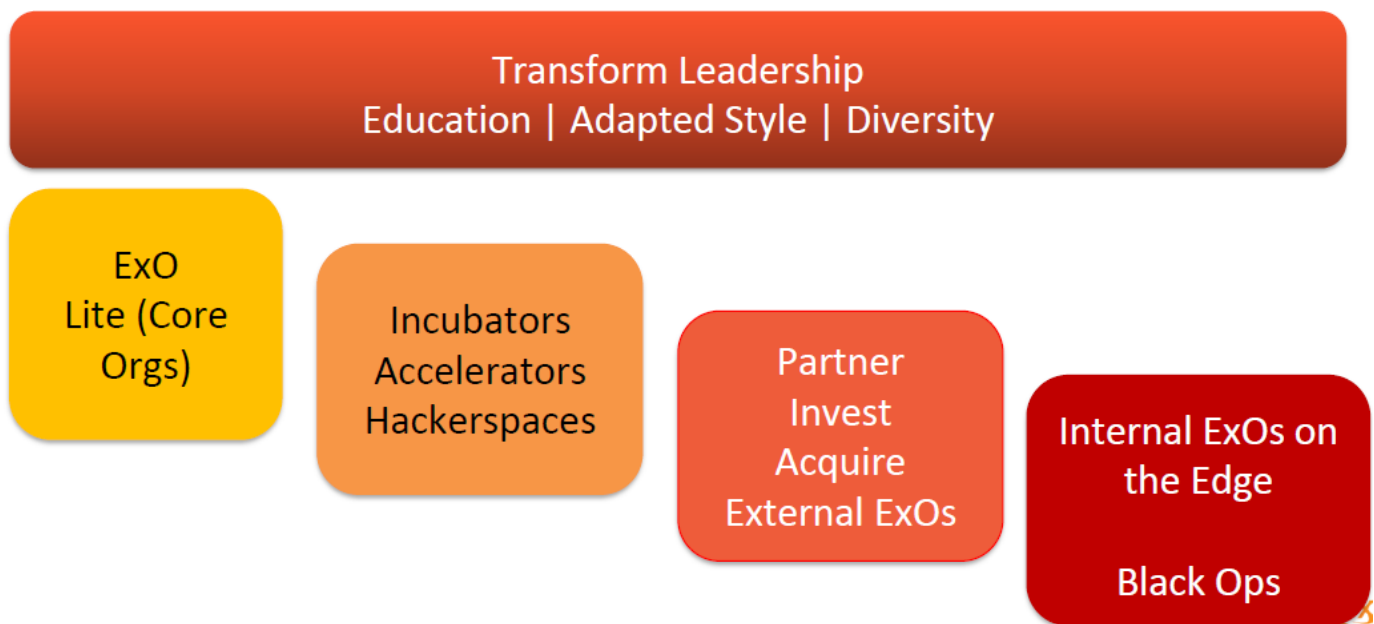 Transform Leadership
Education | Adapted Style | Diversity
ExO
Lite (Core
Orgs)
Incubators
Accelerators
Hackerspaces
Partner
Invest
Acquire
External ExOs
Internal ExOs on
the Edge
Black Ops